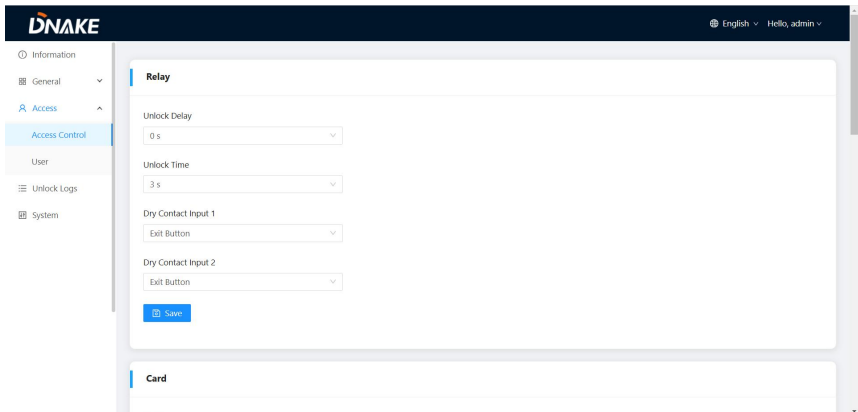 DNAKE
English Hello, admin
Information
General
Access
Access Control
User
Unlock Logs
System
Relay
Unlock Delay
0 s
Unlock Time
3 s
Dry Contact Input 1
Exit Button
Dry Contact Input 2
Exit Button
Save
Card